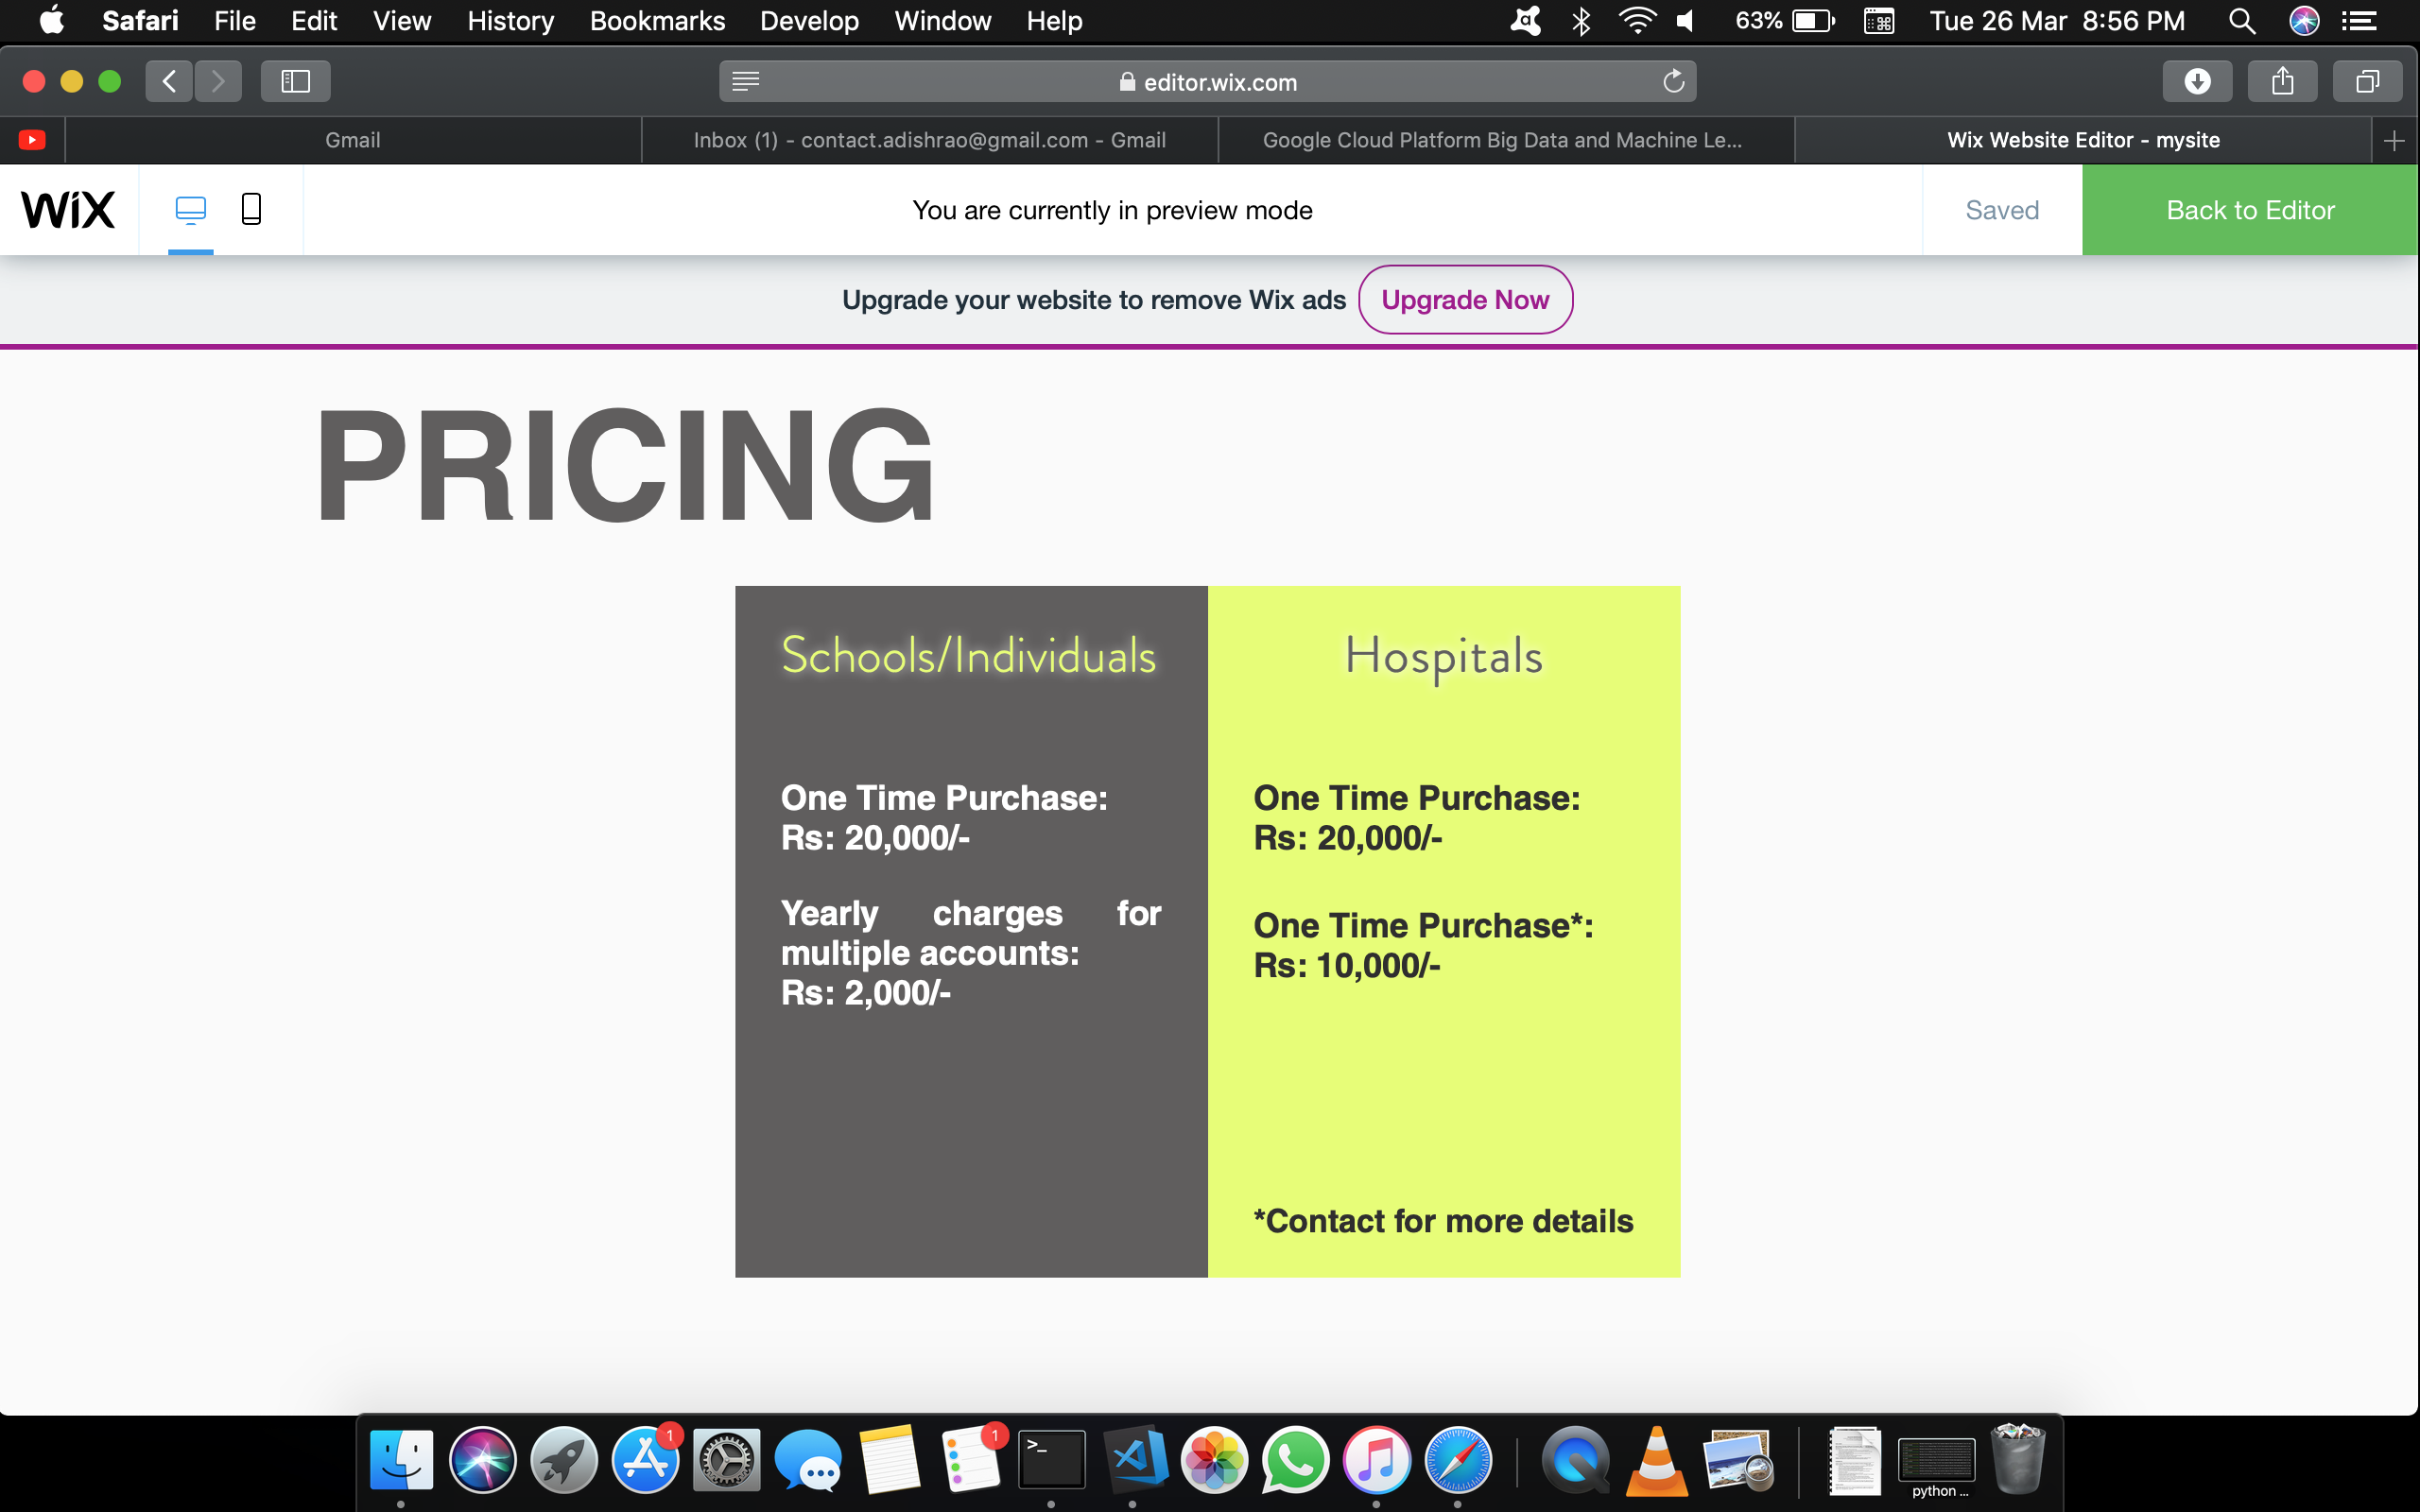 Safari File Edit View History Bookmarks Develop Window Help 63% Tue 26 Mar 8:56 PM
editor.wix.com
Gmail Inbox (1) - contact.adishrao@gmail.com - Gmail Google Cloud Platform Big Data and Machine Le... Wix Website Editor - mysite
WiX You are currently in preview mode Saved Back to Editor
Upgrade your website to remove Wix ads Upgrade Now
PRICING
Schools/Individuals
One Time Purchase:
Rs: 20,000/-
Yearly charges for
multiple accounts:
Rs: 2,000/-
Hospitals
One Time Purchase:
Rs: 20,000/-
One Time Purchase*:
Rs: 10,000/-
*Contact for more details
1
1
>_
python ...